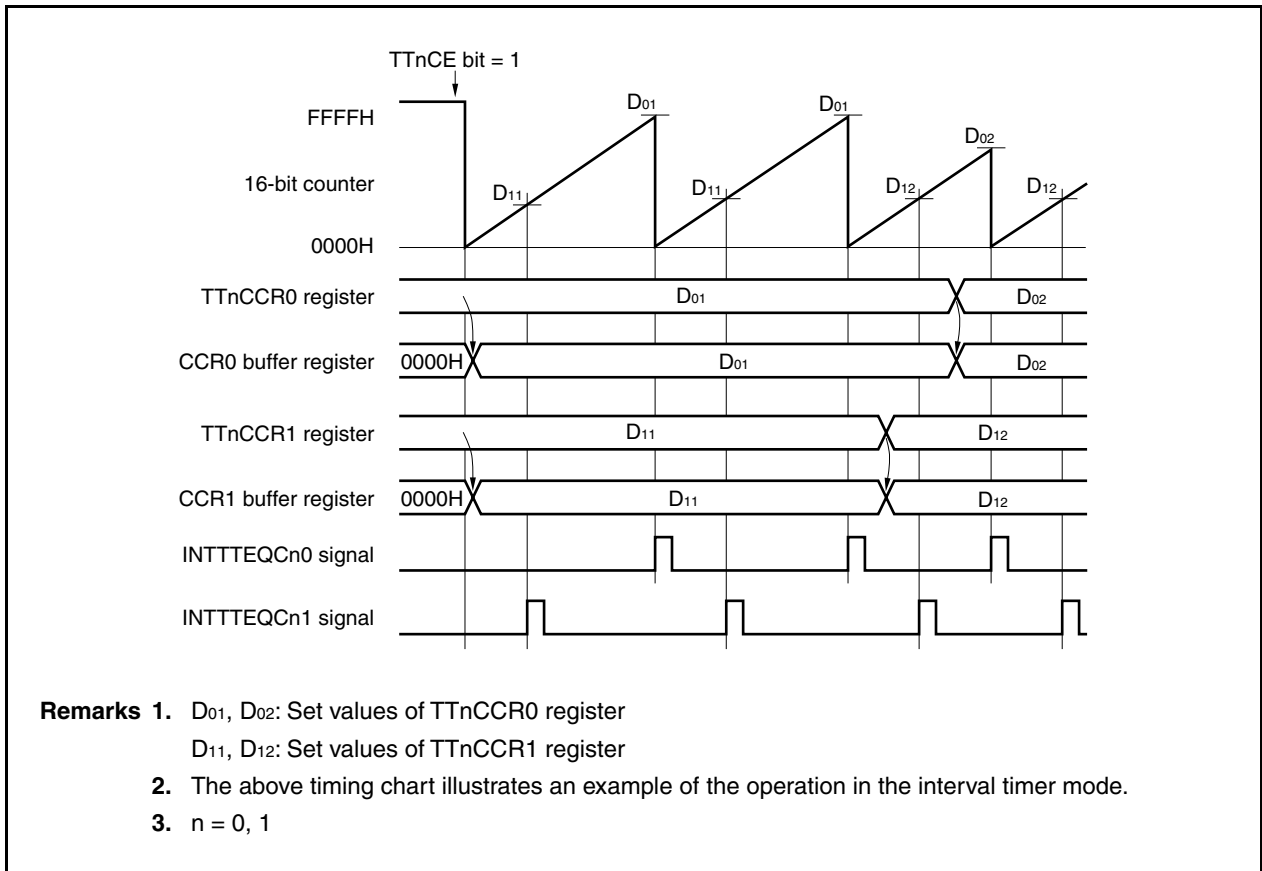 TTnCE bit = 1
FFFFH
D01
D01
D02
16-bit counter
D11
D11
D12
D12
0000H
TTnCCR0 register
D01
D02
CCR0 buffer register
0000H
D01
D02
TTnCCR1 register
D11
D12
CCR1 buffer register
0000H
D11
D12
INTTTEQCn0 signal
INTTTEQCn1 signal
Remarks 1. D01, D02: Set values of TTnCCR0 register
D11, D12: Set values of TTnCCR1 register
2. The above timing chart illustrates an example of the operation in the interval timer mode.
3. n = 0, 1